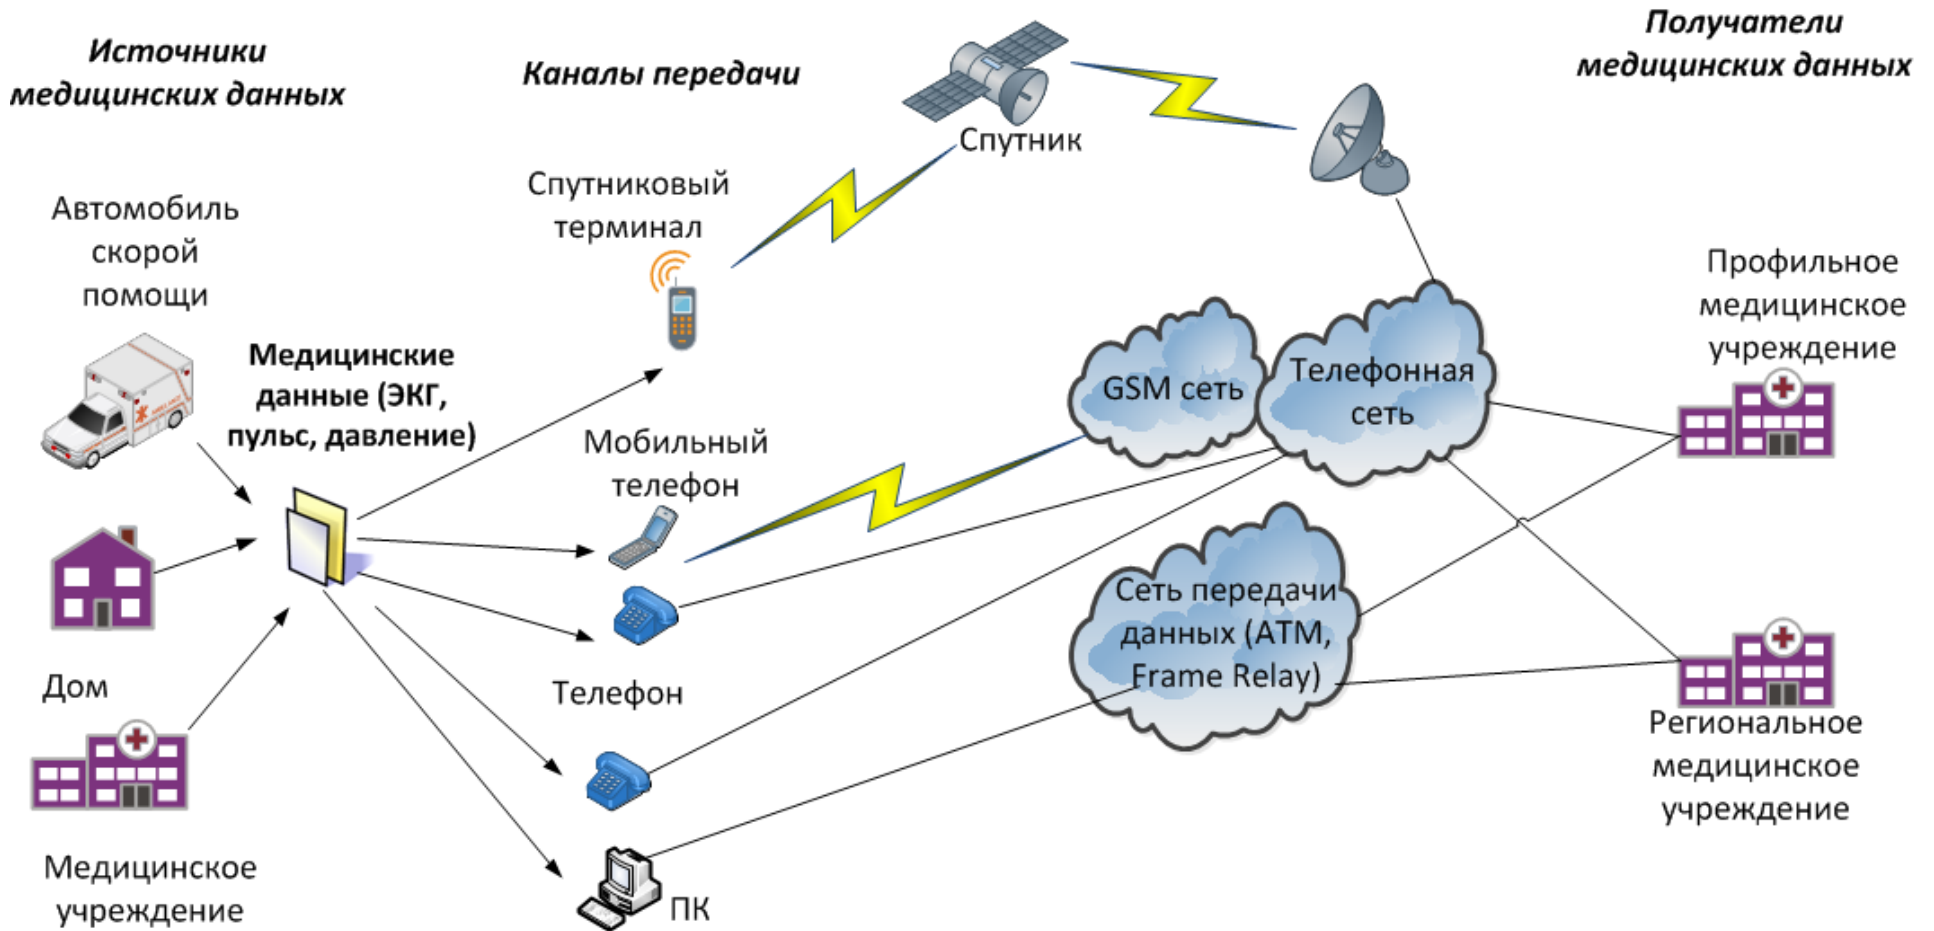 Источники
медицинских данных
Каналы передачи
Получатели
медицинских данных
Спутник
Спутниковый
терминал
Автомобиль
скорой
помощи
Медицинские
данные (ЭКГ,
пульс, давление)
Мобильный
телефон
GSM сеть
Телефонная
сеть
Профильное
медицинское
учреждение
Сеть передачи
данных (ATM,
Frame Relay)
Дом
Телефон
Региональное
медицинское
учреждение
Медицинское
учреждение
ПК